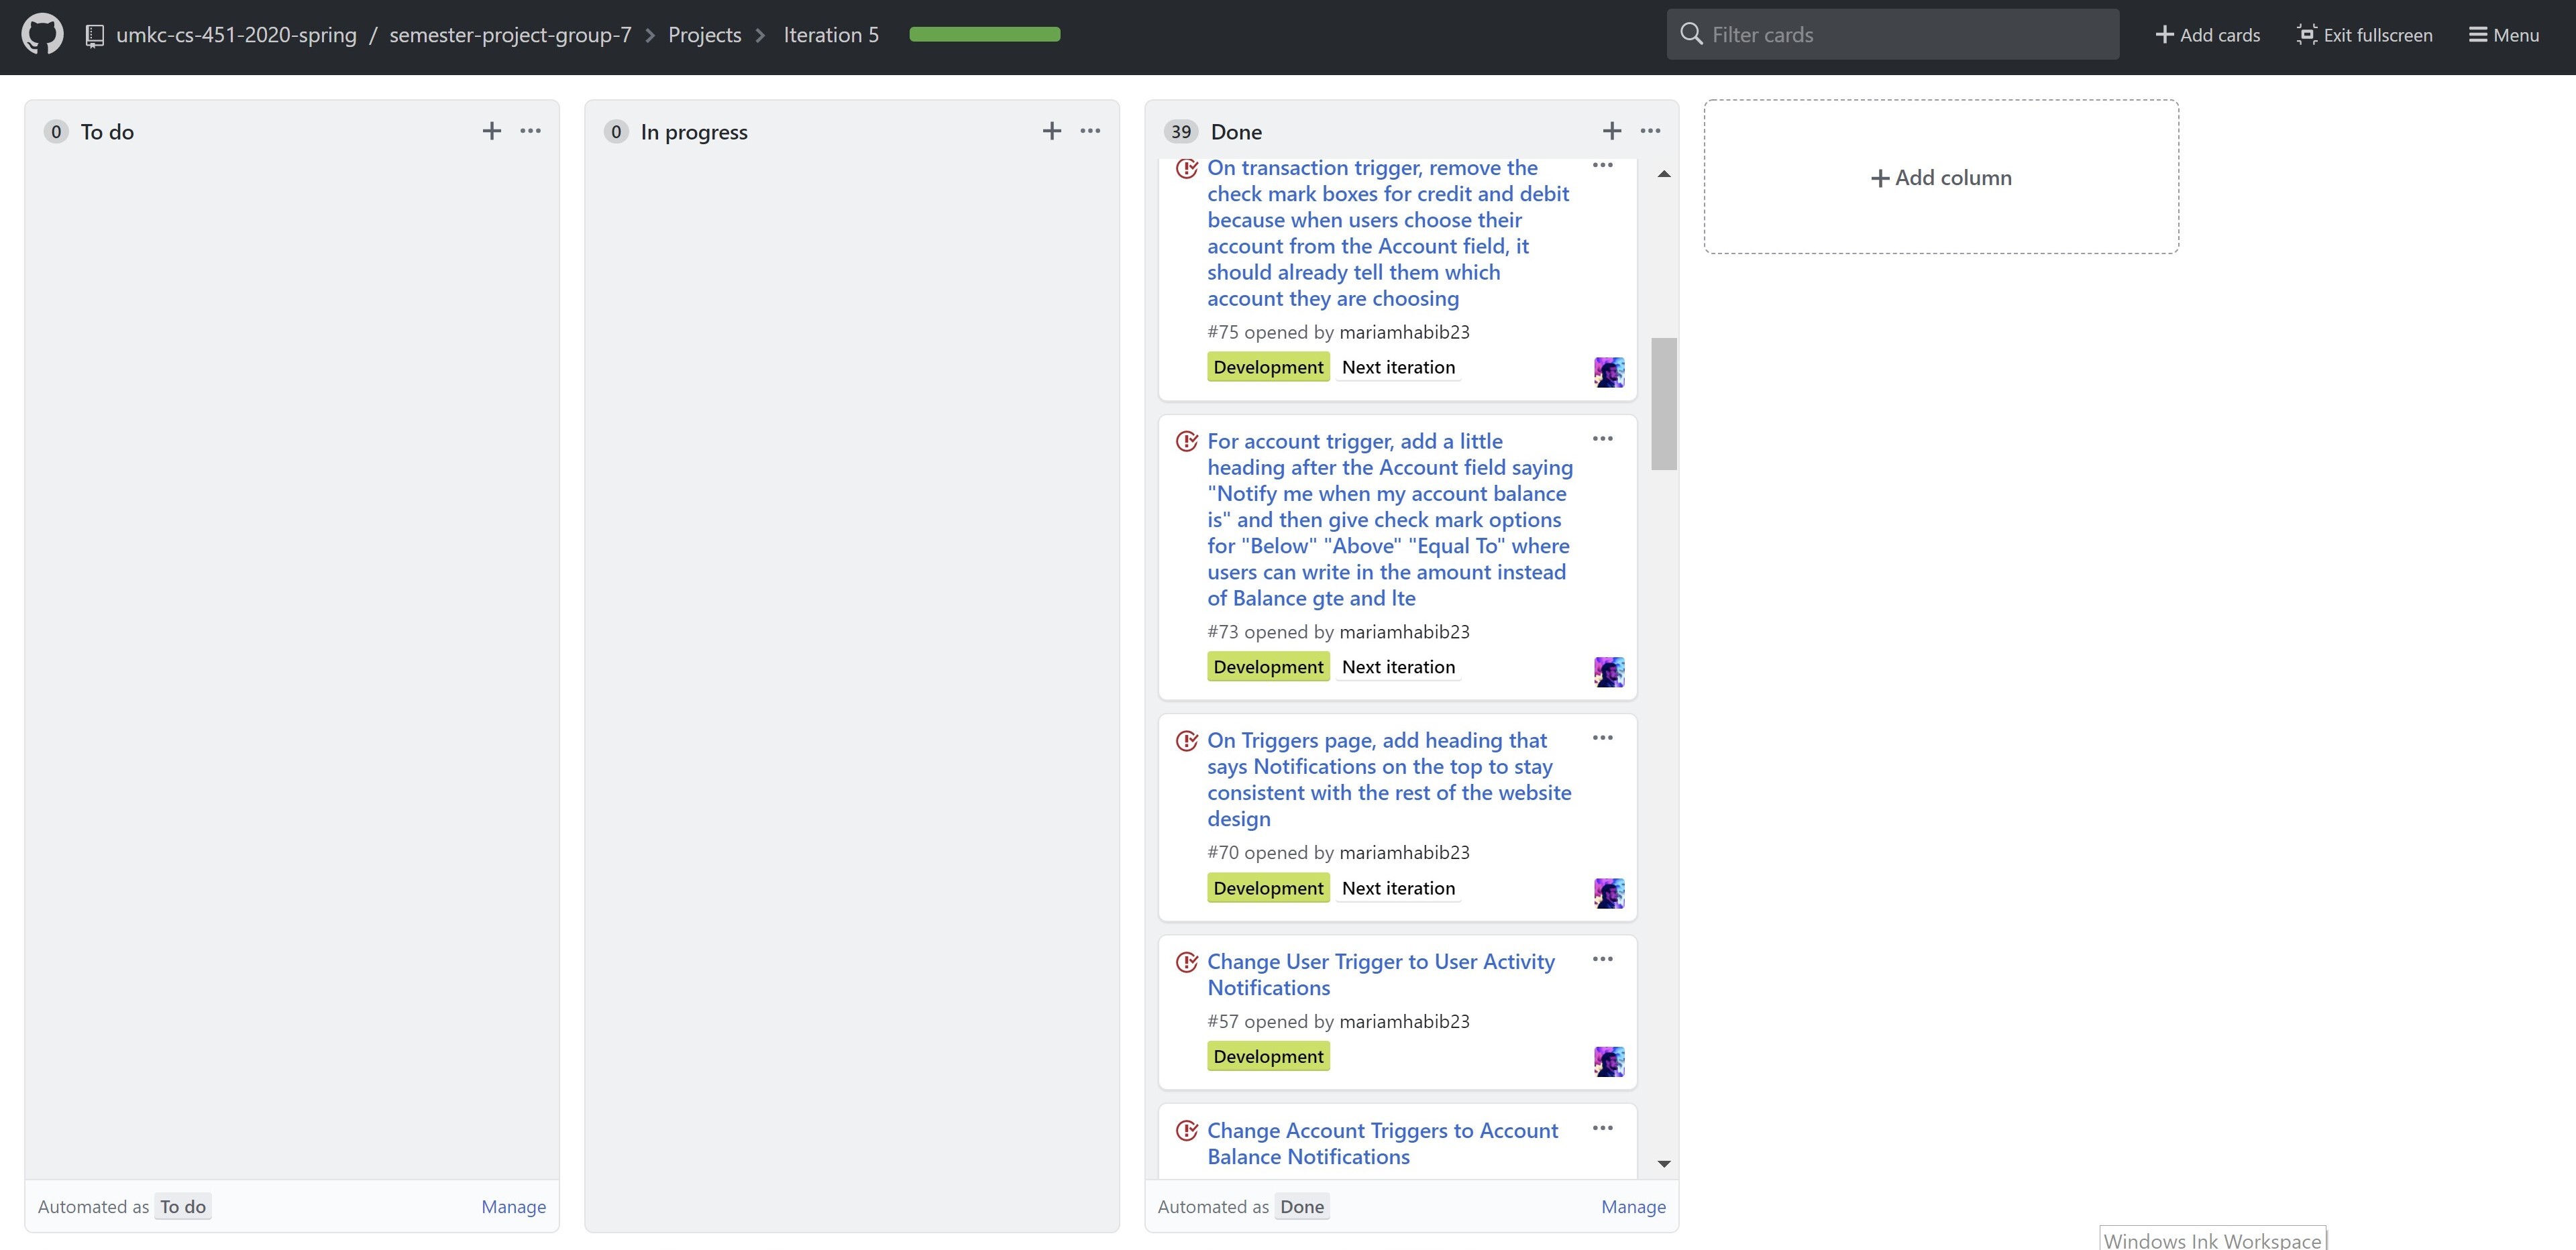 umkc-cs-451-2020-spring / semester-project-group-7 > Projects > Iteration 5
Filter cards
+ Add cards
Exit fullscreen
Menu
0 To do
0 In progress
39 Done
On transaction trigger, remove the
check mark boxes for credit and debit
because when users choose their
account from the Account field, it
should already tell them which
account they are choosing
#75 opened by mariamhabib23
Development Next iteration
For account trigger, add a little
heading after the Account field saying
"Notify me when my account balance
is" and then give check mark options
for "Below" "Above" "Equal To" where
users can write in the amount instead
of Balance gte and lte
#73 opened by mariamhabib23
Development Next iteration
On Triggers page, add heading that
says Notifications on the top to stay
consistent with the rest of the website
design
#70 opened by mariamhabib23
Development Next iteration
Change User Trigger to User Activity
Notifications
#57 opened by mariamhabib23
Development
Change Account Triggers to Account
Balance Notifications
+ Add column
Automated as To do
Manage
Automated as Done
Manage
Windows Ink Workspace